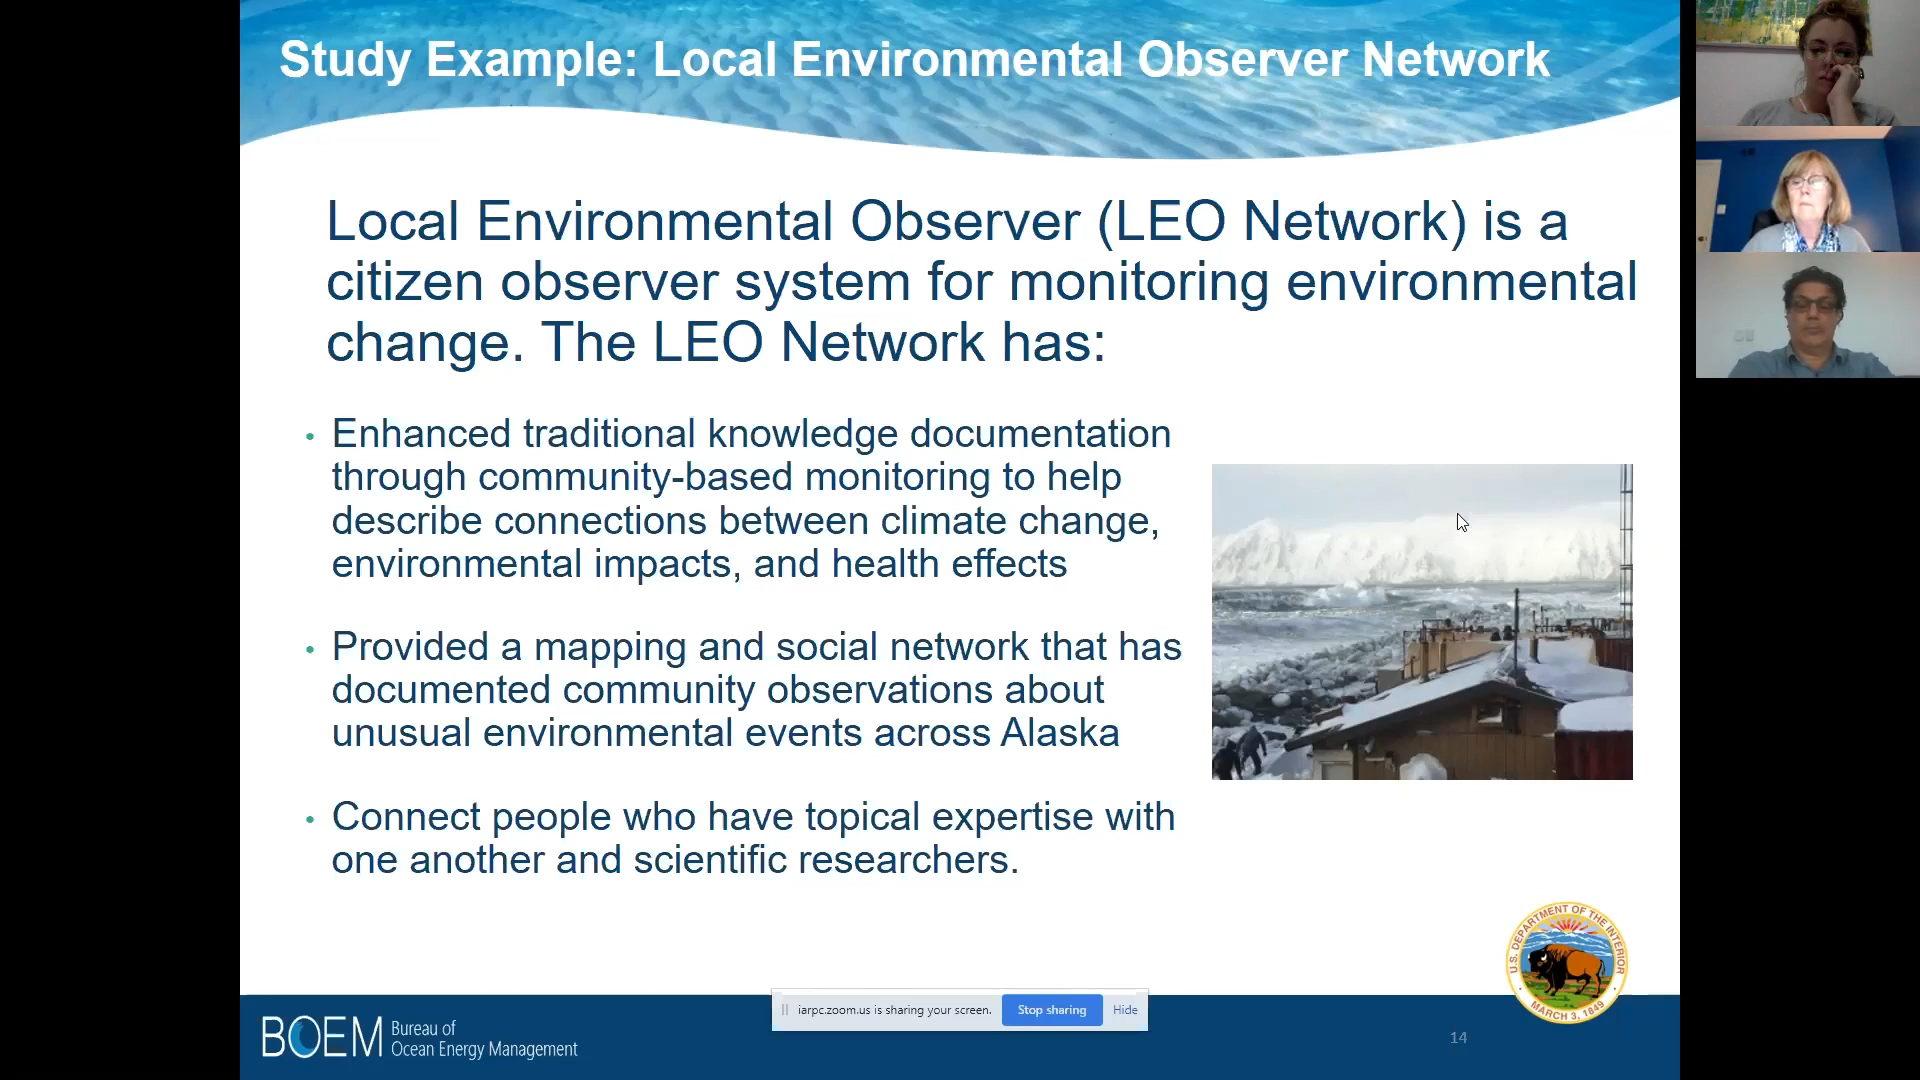 Study Example: Local Environmental Observer Network
Local Environmental Observer (LEO Network) is a
citizen observer system for monitoring environmental
change. The LEO Network has:
• Enhanced traditional knowledge documentation
through community-based monitoring to help
describe connections between climate change,
environmental impacts, and health effects
• Provided a mapping and social network that has
documented community observations about
unusual environmental events across Alaska
• Connect people who have topical expertise with
one another and scientific researchers.
U.S. DEPARTMENT OF THE INTERIOR
MARCH 3, 1849
iarpc.zoom.us is sharing your screen.
Stop sharing
Hide
BOEM
Bureau of
Ocean Energy Management
14